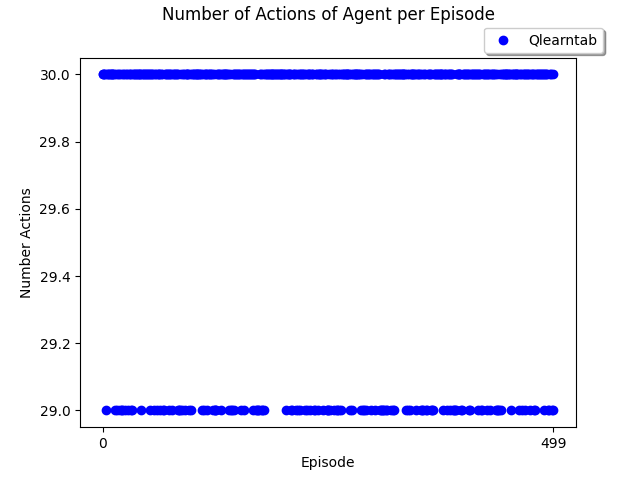 Number of Actions of Agent per Episode
Qlearntab
30.0
29.8
29.6
29.4
29.2
29.0
Number Actions
0
499
Episode